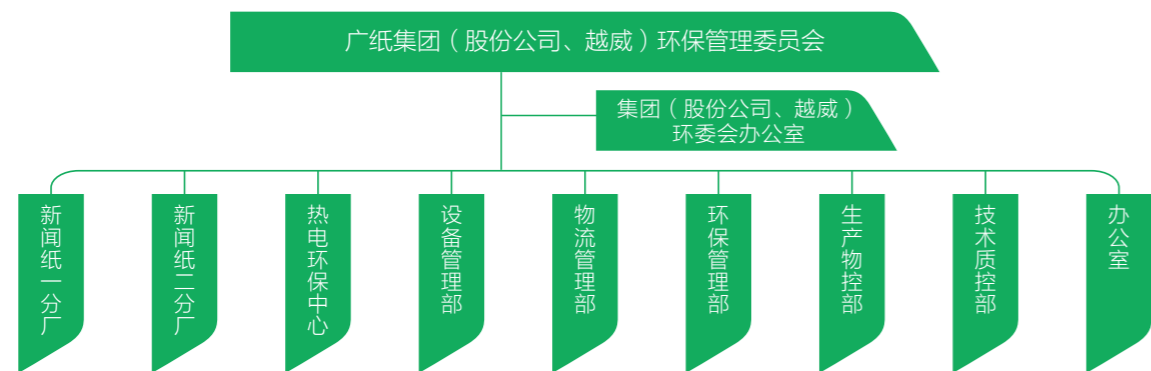 广纸集团（股份公司、越威）环保管理委员会
集团（股份公司、越威）
环委会办公室
新闻纸一分厂
新闻纸二分厂
热电环保中心
设备管理部
物流管理部
环保管理部
生产物控部
技术质控部
办公室